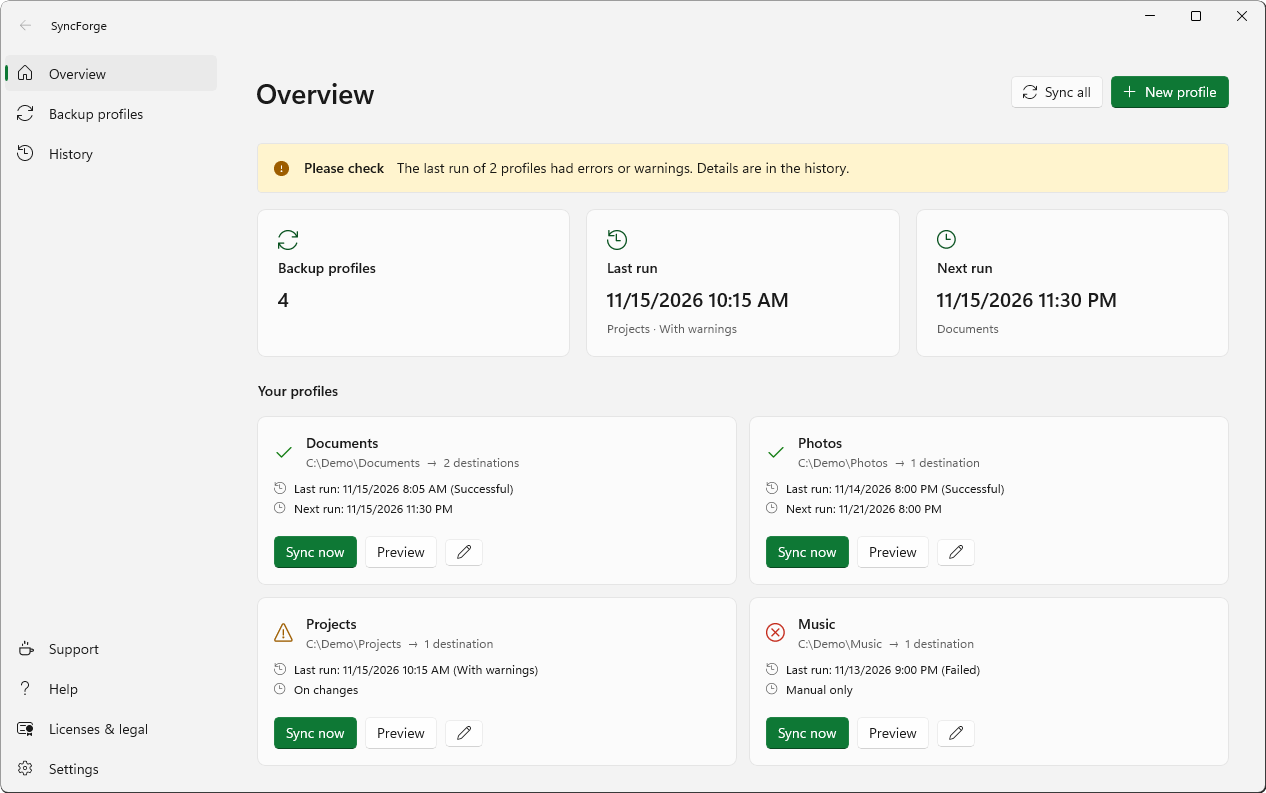 SyncForge
Overview
Backup profiles
History
Support
Help
Licenses & legal
Settings
Overview
Sync all
New profile
Please check The last run of 2 profiles had errors or warnings. Details are in the history.
Backup profiles
4
Last run
11/15/2026 10:15 AM
Projects · With warnings
Next run
11/15/2026 11:30 PM
Documents
Your profiles
Documents
C:\Demo\Documents → 2 destinations
Last run: 11/15/2026 8:05 AM (Successful)
Next run: 11/15/2026 11:30 PM
Sync now Preview
Photos
C:\Demo\Photos → 1 destination
Last run: 11/14/2026 8:00 PM (Successful)
Next run: 11/21/2026 8:00 PM
Sync now Preview
Projects
C:\Demo\Projects → 1 destination
Last run: 11/15/2026 10:15 AM (With warnings)
On changes
Sync now Preview
Music
C:\Demo\Music → 1 destination
Last run: 11/13/2026 9:00 PM (Failed)
Manual only
Sync now Preview